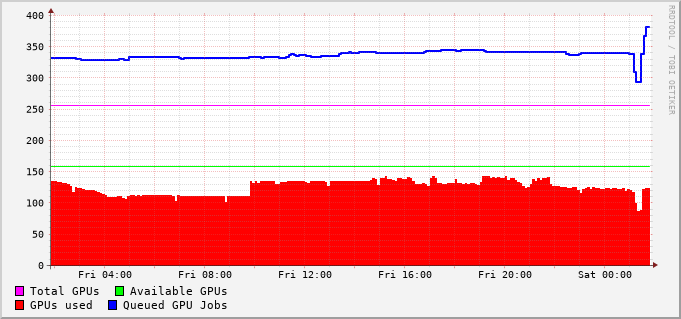 400
350
300
250
200
150
100
50
0
Fri 04:00 Fri 08:00 Fri 12:00 Fri 16:00 Fri 20:00 Sat 00:00
Total GPUs Available GPUs
GPUs used Queued GPU Jobs
RRDTOOL / TOBI OETIKER